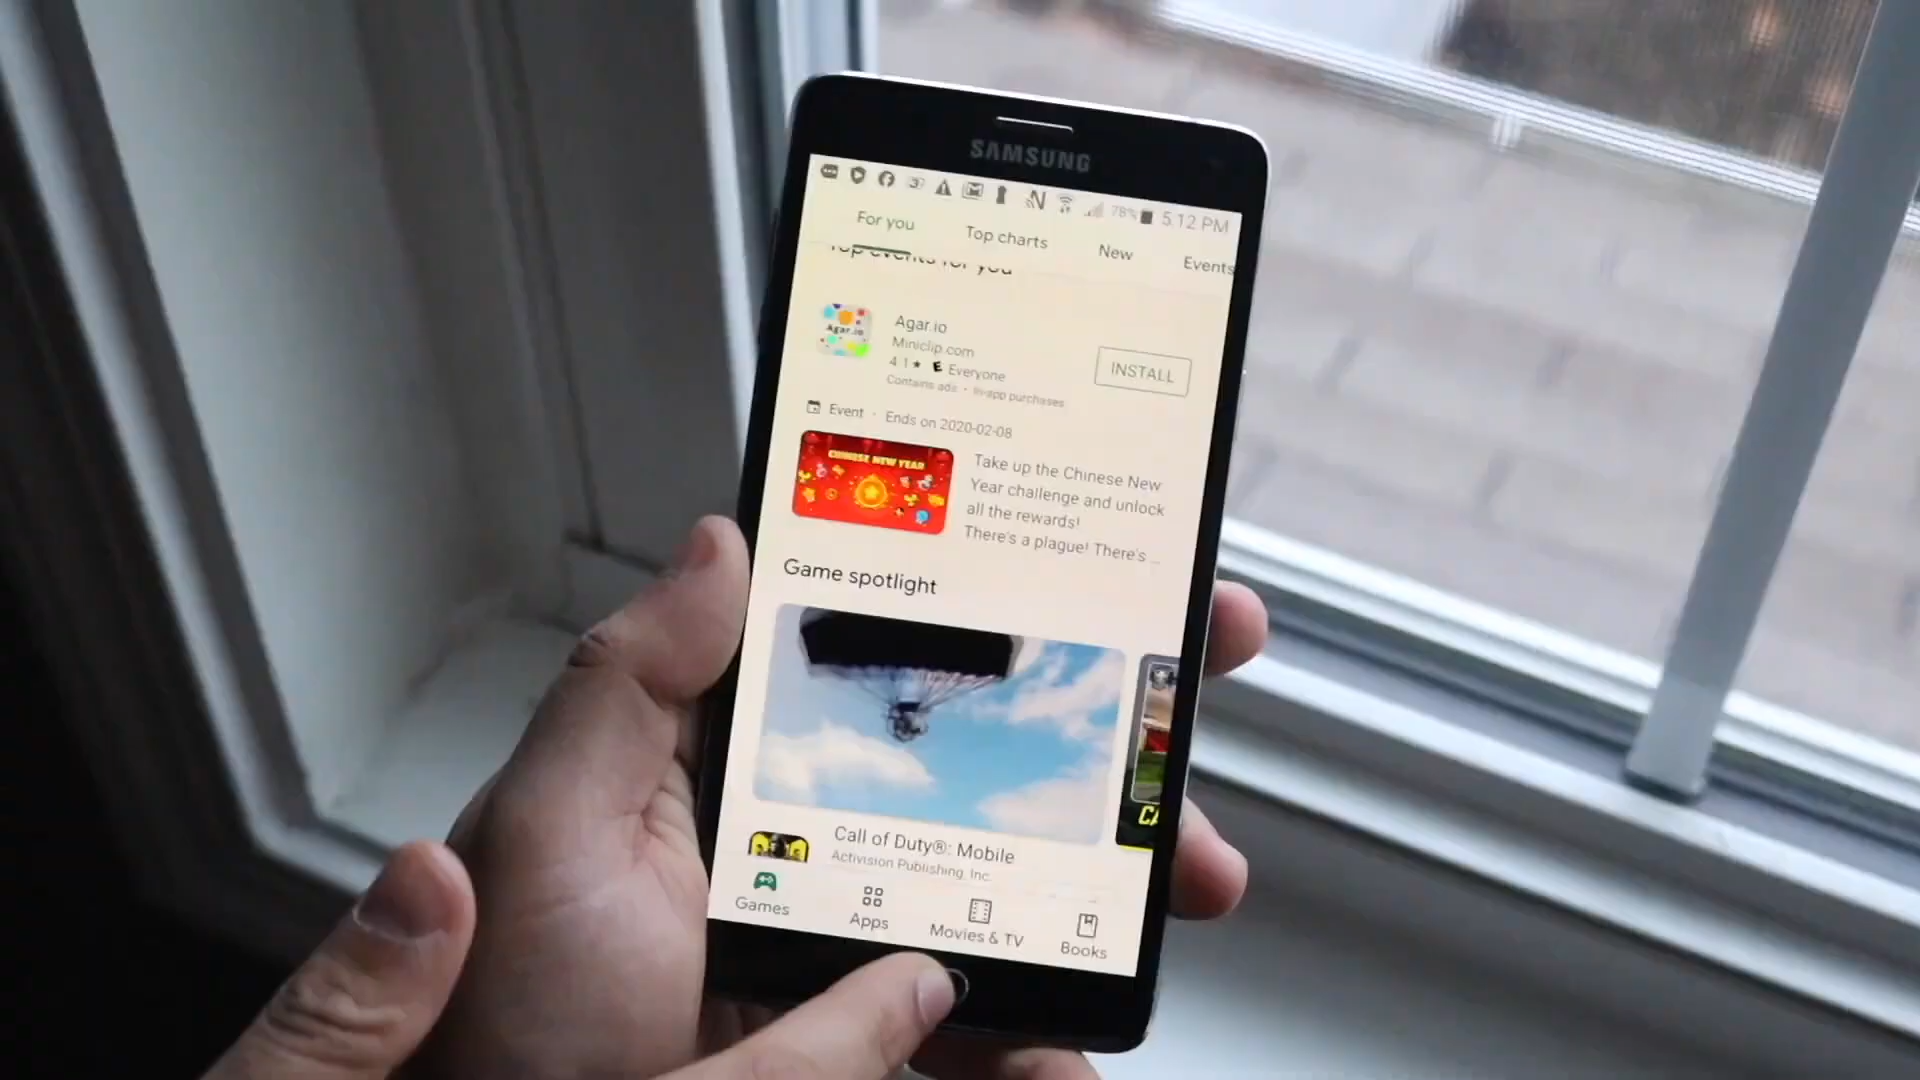 SAMSUNG
78% 5:12 PM
For you Top charts New Events
Top events for you
Agar.io
Agar.io
Miniclip.com
4.1★ E Everyone
Contains ads · In-app purchases
INSTALL
Event · Ends on 2020-02-08
CHINESE NEW YEAR
Take up the Chinese New
Year challenge and unlock
all the rewards!
There's a plague! There's ...
Game spotlight
CA
Call of Duty®: Mobile
Activision Publishing, Inc.
Games Apps Movies & TV Books